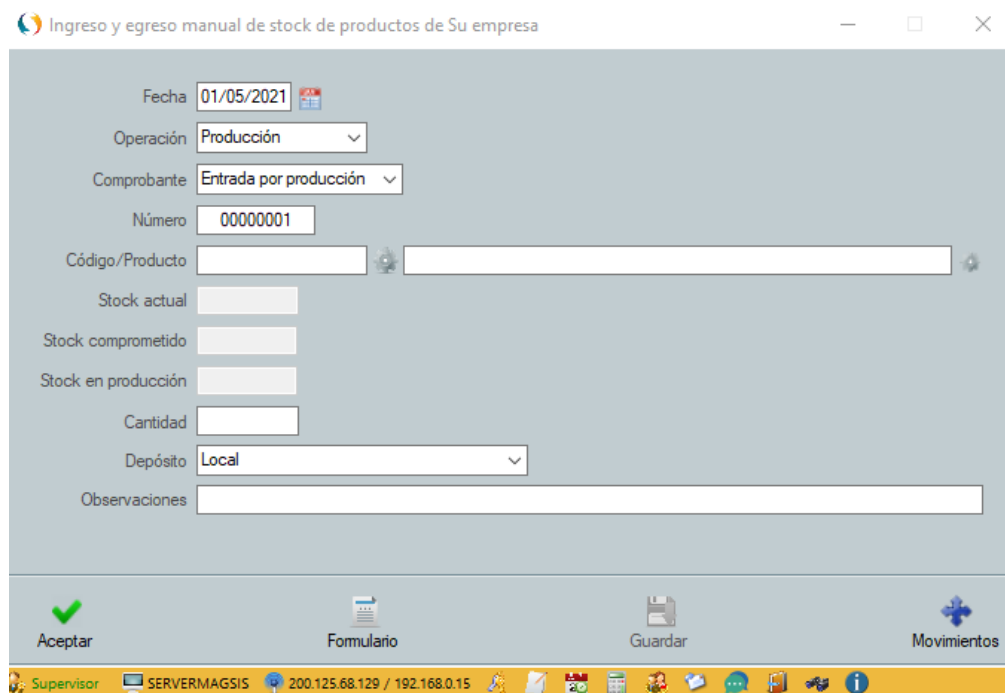 Ingreso y egreso manual de stock de productos de Su empresa
Fecha 01/05/2021
Operación Producción
Comprobante Entrada por producción
Número 00000001
Código/Producto
Stock actual
Stock comprometido
Stock en producción
Cantidad
Depósito Local
Observaciones
Aceptar Formulario Guardar Movimientos
Supervisor SERVERMAGSIS 200.125.68.129 / 192.168.0.15